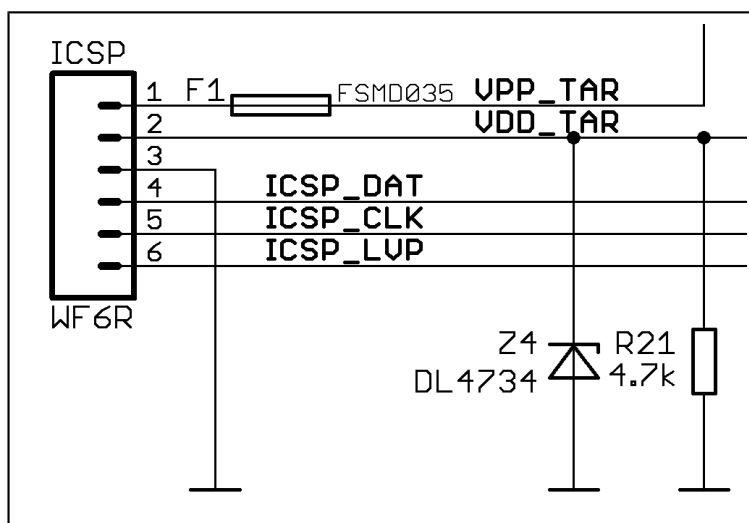 ICSP
1 F1 FSMD035 VPP_TAR
2 VDD_TAR
3
4 ICSP_DAT
5 ICSP_CLK
6 ICSP_LVP
WF6R
Z4 R21
DL4734 4.7k